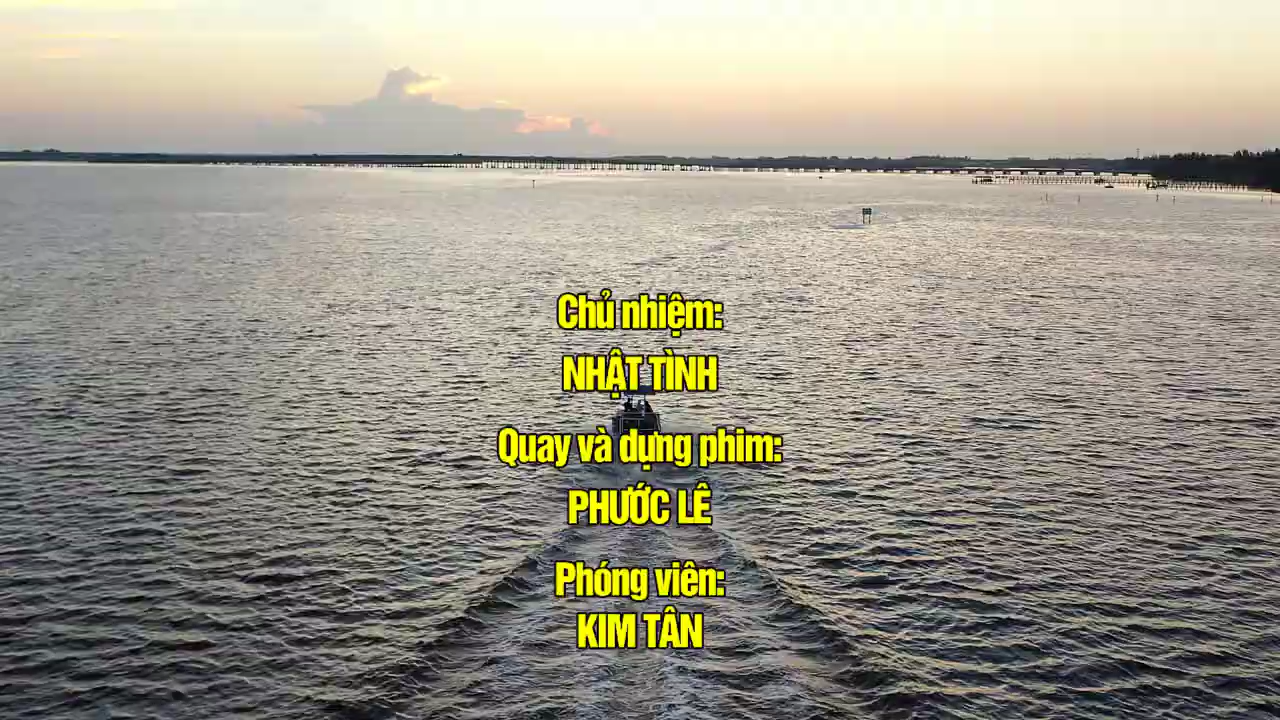 Chủ nhiệm:
NHẬT TÌNH
Quay và dựng phim:
PHƯỚC LÊ
Phóng viên:
KIM TÂN